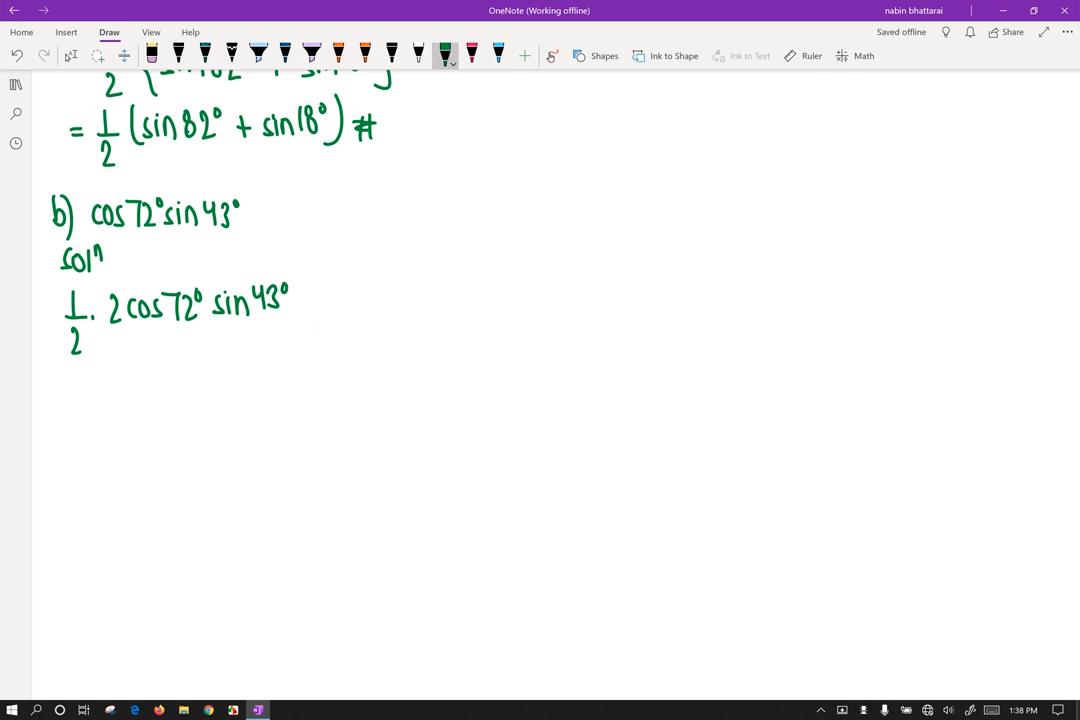 OneNote (Working offline)
nabin bhattarai
Home Insert Draw View Help
Saved offline Share
Shapes Ink to Shape Ink to Text Ruler Math
2
= 1/2 (sin 82° + sin 18°) #
b) cos 72° sin 43°
solⁿ
1/2 . 2 cos 72° sin 43°
1:38 PM